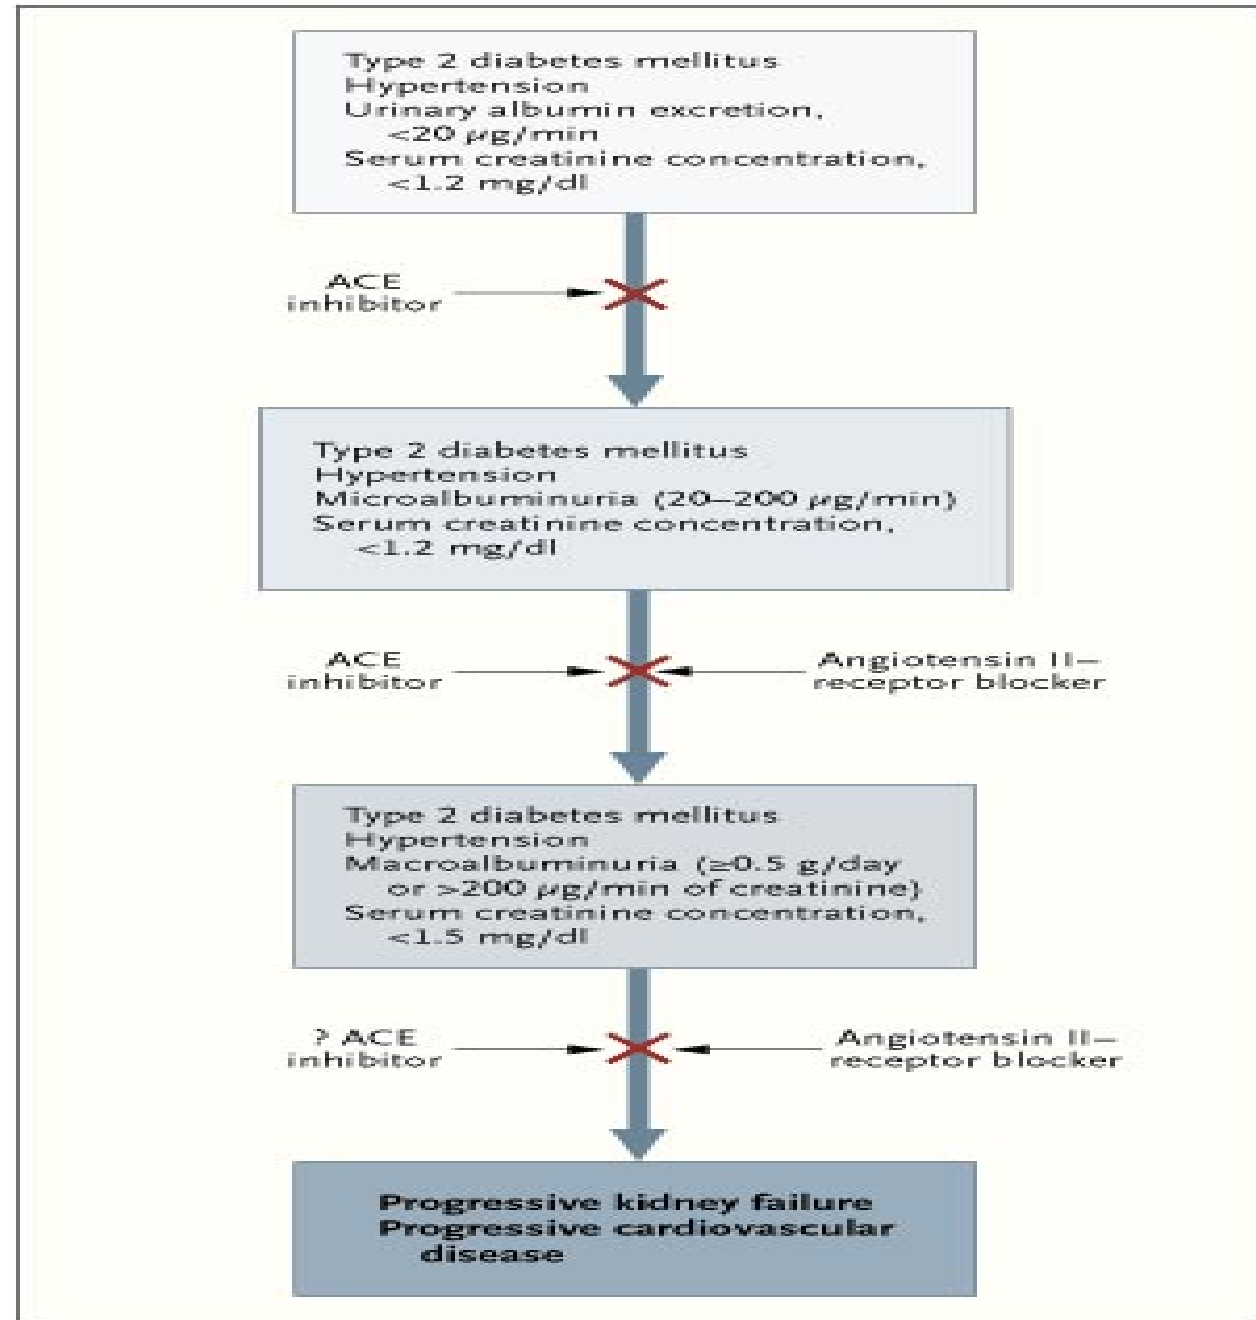 Type 2 diabetes mellitus
Hypertension
Urinary albumin excretion,
<20 µg/min
Serum creatinine concentration,
<1.2 mg/dl
ACE
inhibitor
Type 2 diabetes mellitus
Hypertension
Microalbuminuria (20–200 µg/min)
Serum creatinine concentration,
<1.2 mg/dl
ACE
inhibitor
Angiotensin II–
receptor blocker
Type 2 diabetes mellitus
Hypertension
Macroalbuminuria (≥0.5 g/day
or >200 µg/min of creatinine)
Serum creatinine concentration,
<1.5 mg/dl
? ACE
inhibitor
Angiotensin II–
receptor blocker
Progressive kidney failure
Progressive cardiovascular
disease